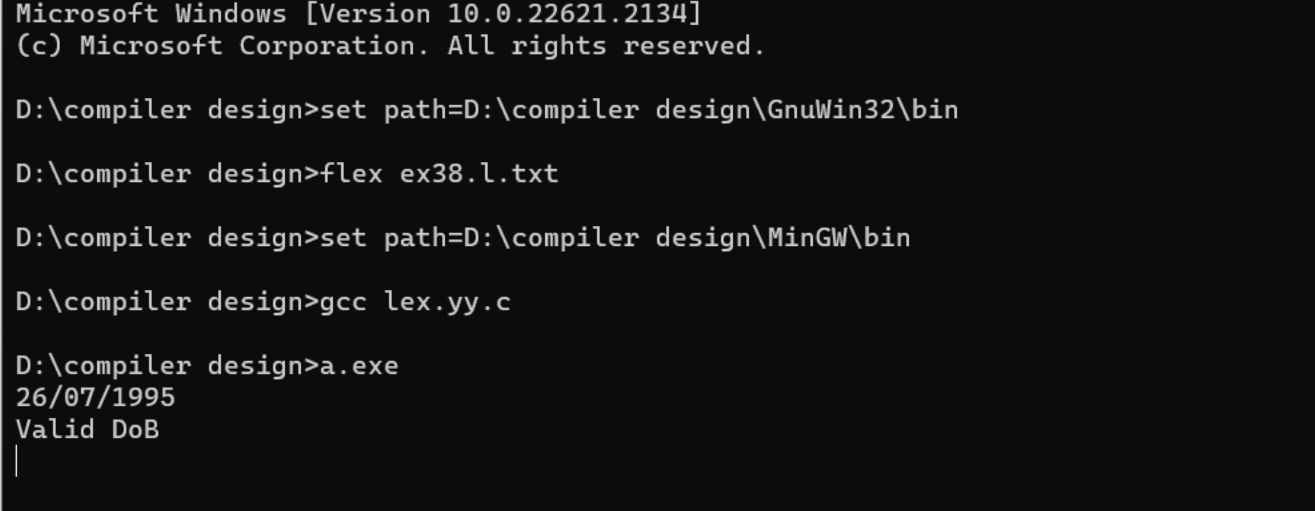 Microsoft Windows [Version 10.0.22621.2134]
(c) Microsoft Corporation. All rights reserved.
D:\compiler design>set path=D:\compiler design\GnuWin32\bin
D:\compiler design>flex ex38.l.txt
D:\compiler design>set path=D:\compiler design\MinGW\bin
D:\compiler design>gcc lex.yy.c
D:\compiler design>a.exe
26/07/1995
Valid DoB